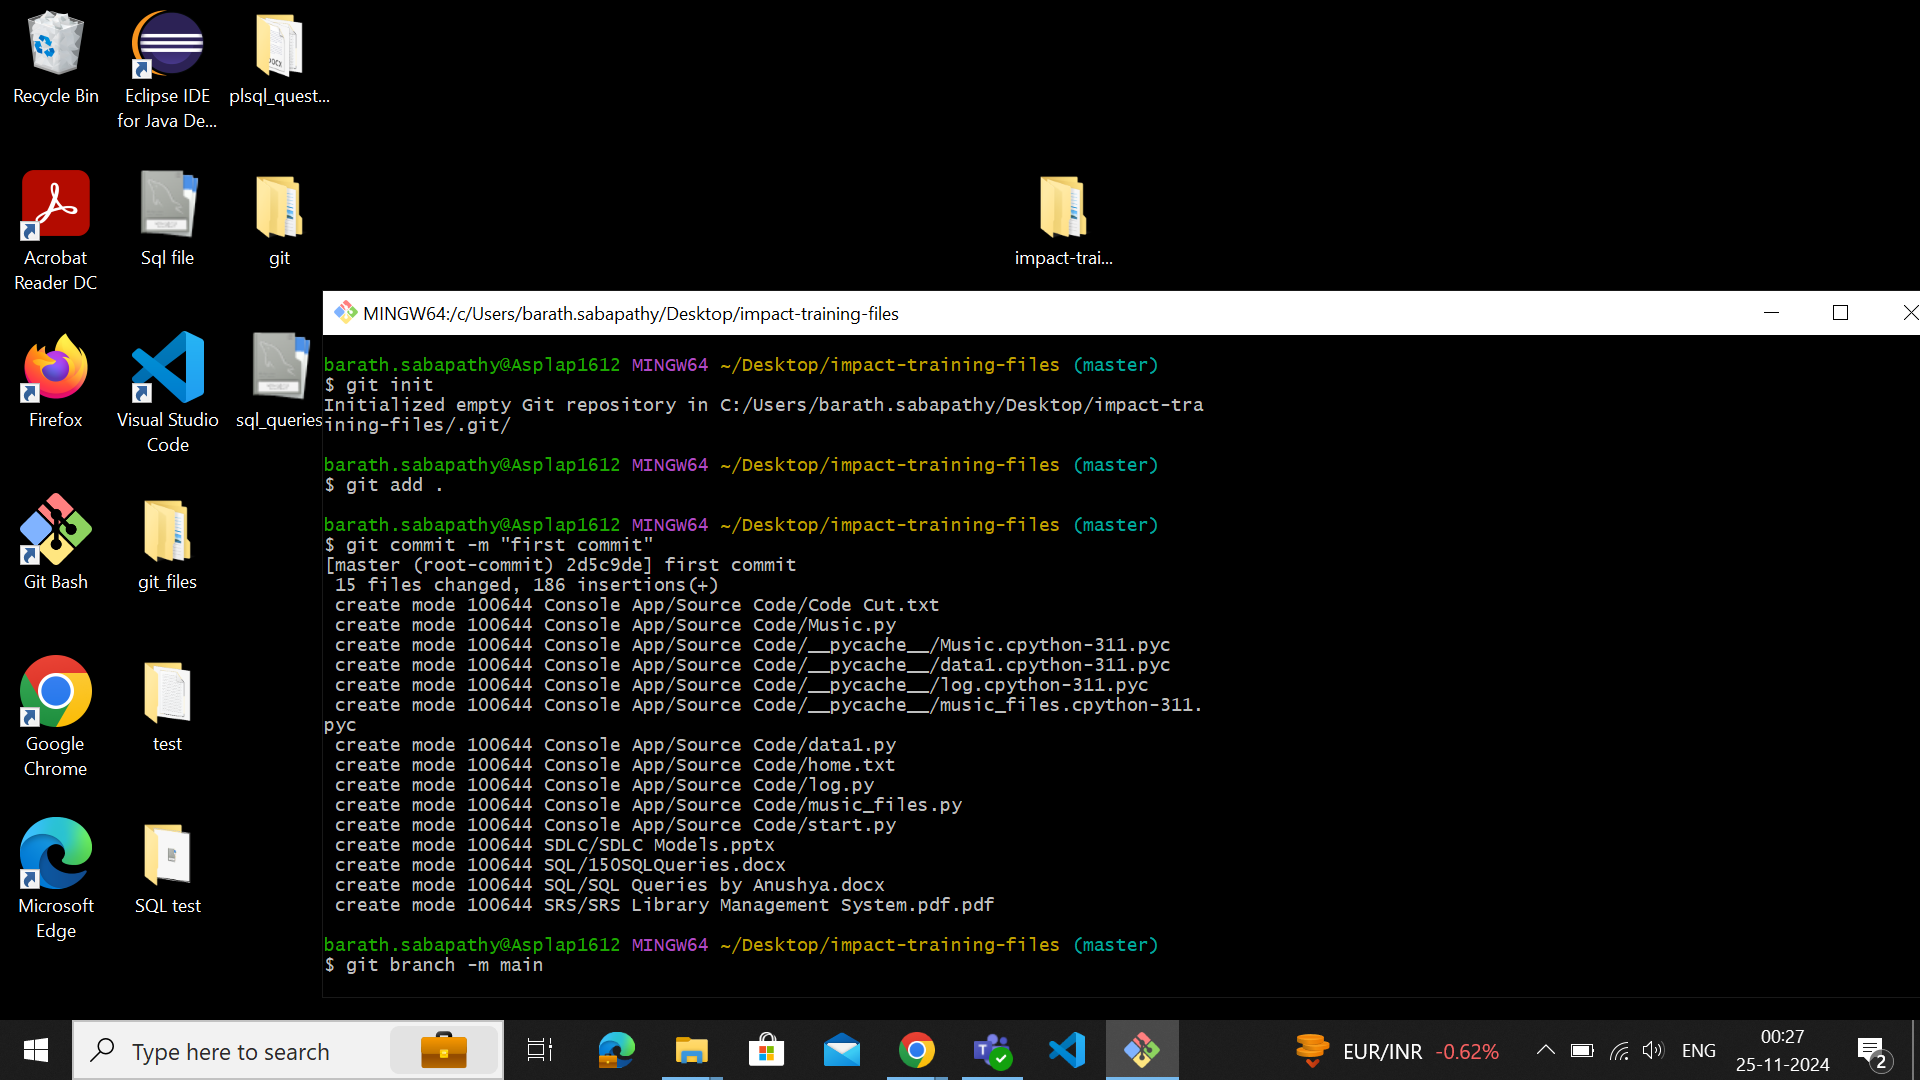 Recycle Bin
Eclipse IDE
for Java De...
plsql_quest...
Acrobat
Reader DC
Sql file
git
impact-trai...
Firefox
Visual Studio
Code
sql_queries
Git Bash
git_files
Google
Chrome
test
Microsoft
Edge
SQL test
MINGW64:/c/Users/barath.sabapathy/Desktop/impact-training-files
barath.sabapathy@Asplap1612 MINGW64 ~/Desktop/impact-training-files (master)
$ git init
Initialized empty Git repository in C:/Users/barath.sabapathy/Desktop/impact-tra
ining-files/.git/
barath.sabapathy@Asplap1612 MINGW64 ~/Desktop/impact-training-files (master)
$ git add .
barath.sabapathy@Asplap1612 MINGW64 ~/Desktop/impact-training-files (master)
$ git commit -m "first commit"
[master (root-commit) 2d5c9de] first commit
 15 files changed, 186 insertions(+)
 create mode 100644 Console App/Source Code/Code Cut.txt
 create mode 100644 Console App/Source Code/Music.py
 create mode 100644 Console App/Source Code/__pycache__/Music.cpython-311.pyc
 create mode 100644 Console App/Source Code/__pycache__/data1.cpython-311.pyc
 create mode 100644 Console App/Source Code/__pycache__/log.cpython-311.pyc
 create mode 100644 Console App/Source Code/__pycache__/music_files.cpython-311.
pyc
 create mode 100644 Console App/Source Code/data1.py
 create mode 100644 Console App/Source Code/home.txt
 create mode 100644 Console App/Source Code/log.py
 create mode 100644 Console App/Source Code/music_files.py
 create mode 100644 Console App/Source Code/start.py
 create mode 100644 SDLC/SDLC Models.pptx
 create mode 100644 SQL/150SQLQueries.docx
 create mode 100644 SQL/SQL Queries by Anushya.docx
 create mode 100644 SRS/SRS Library Management System.pdf.pdf
barath.sabapathy@Asplap1612 MINGW64 ~/Desktop/impact-training-files (master)
$ git branch -m main
Type here to search
EUR/INR -0.62%
ENG
00:27
25-11-2024
2